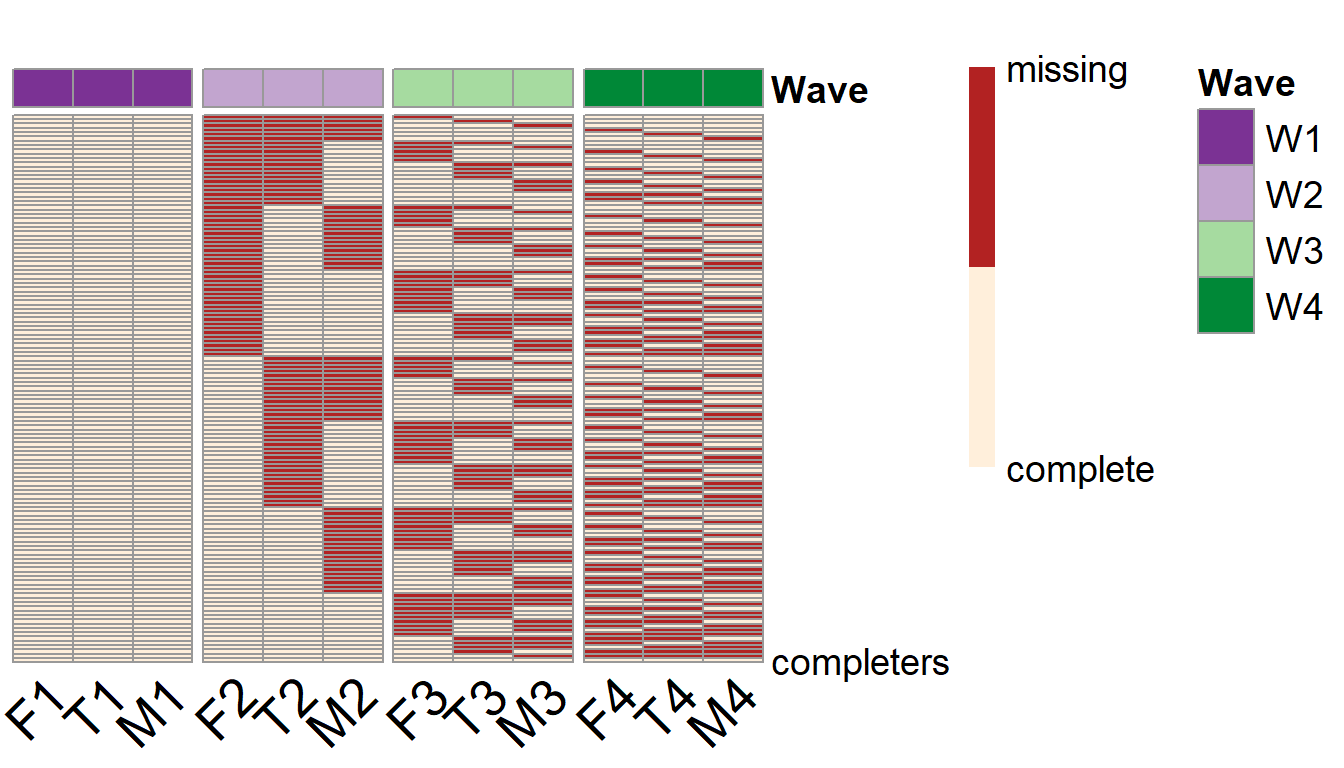 missing
Wave
Wave
W1
W2
W3
W4
complete
completers
F1 T1 M1 F2 T2 M2 F3 T3 M3 F4 T4 M4